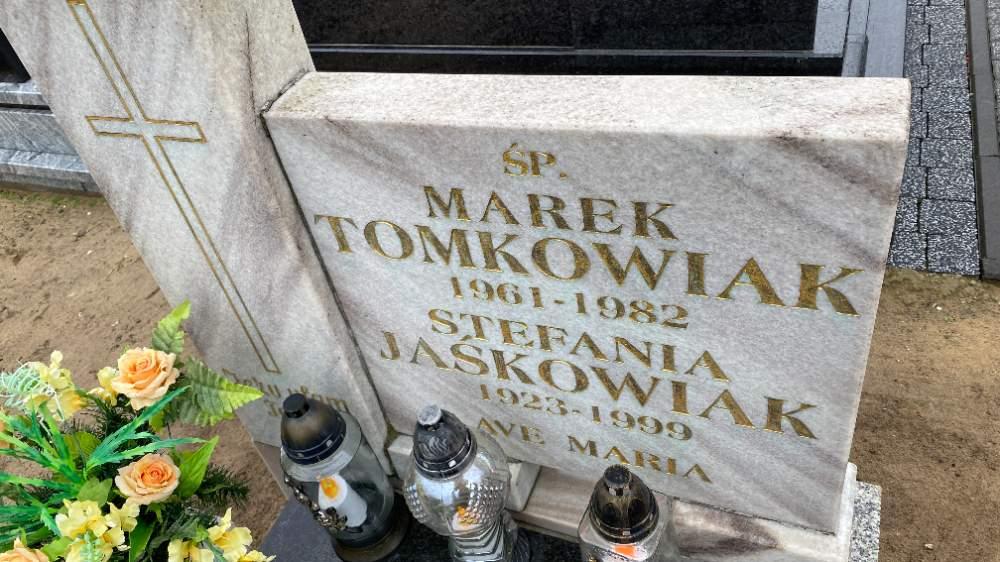 ŚP.
MAREK
TOMKOWIAK
1961-1982
STEFANIA
JAŚKOWIAK
1923-1999
AVE MARIA